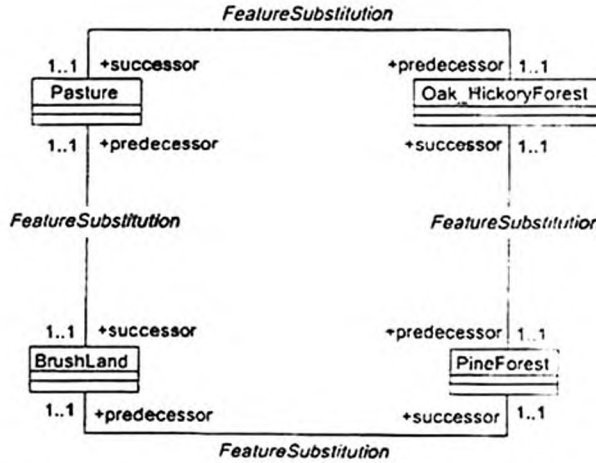 FeatureSubstitution
1..1 +successor +predecessor 1..1
Pasture Oak_HickoryForest
1..1 +predecessor +successor 1..1
FeatureSubstitution FeatureSubstitution
1..1 +successor +predecessor 1..1
BrushLand PineForest
1..1 +predecessor +successor 1..1
FeatureSubstitution